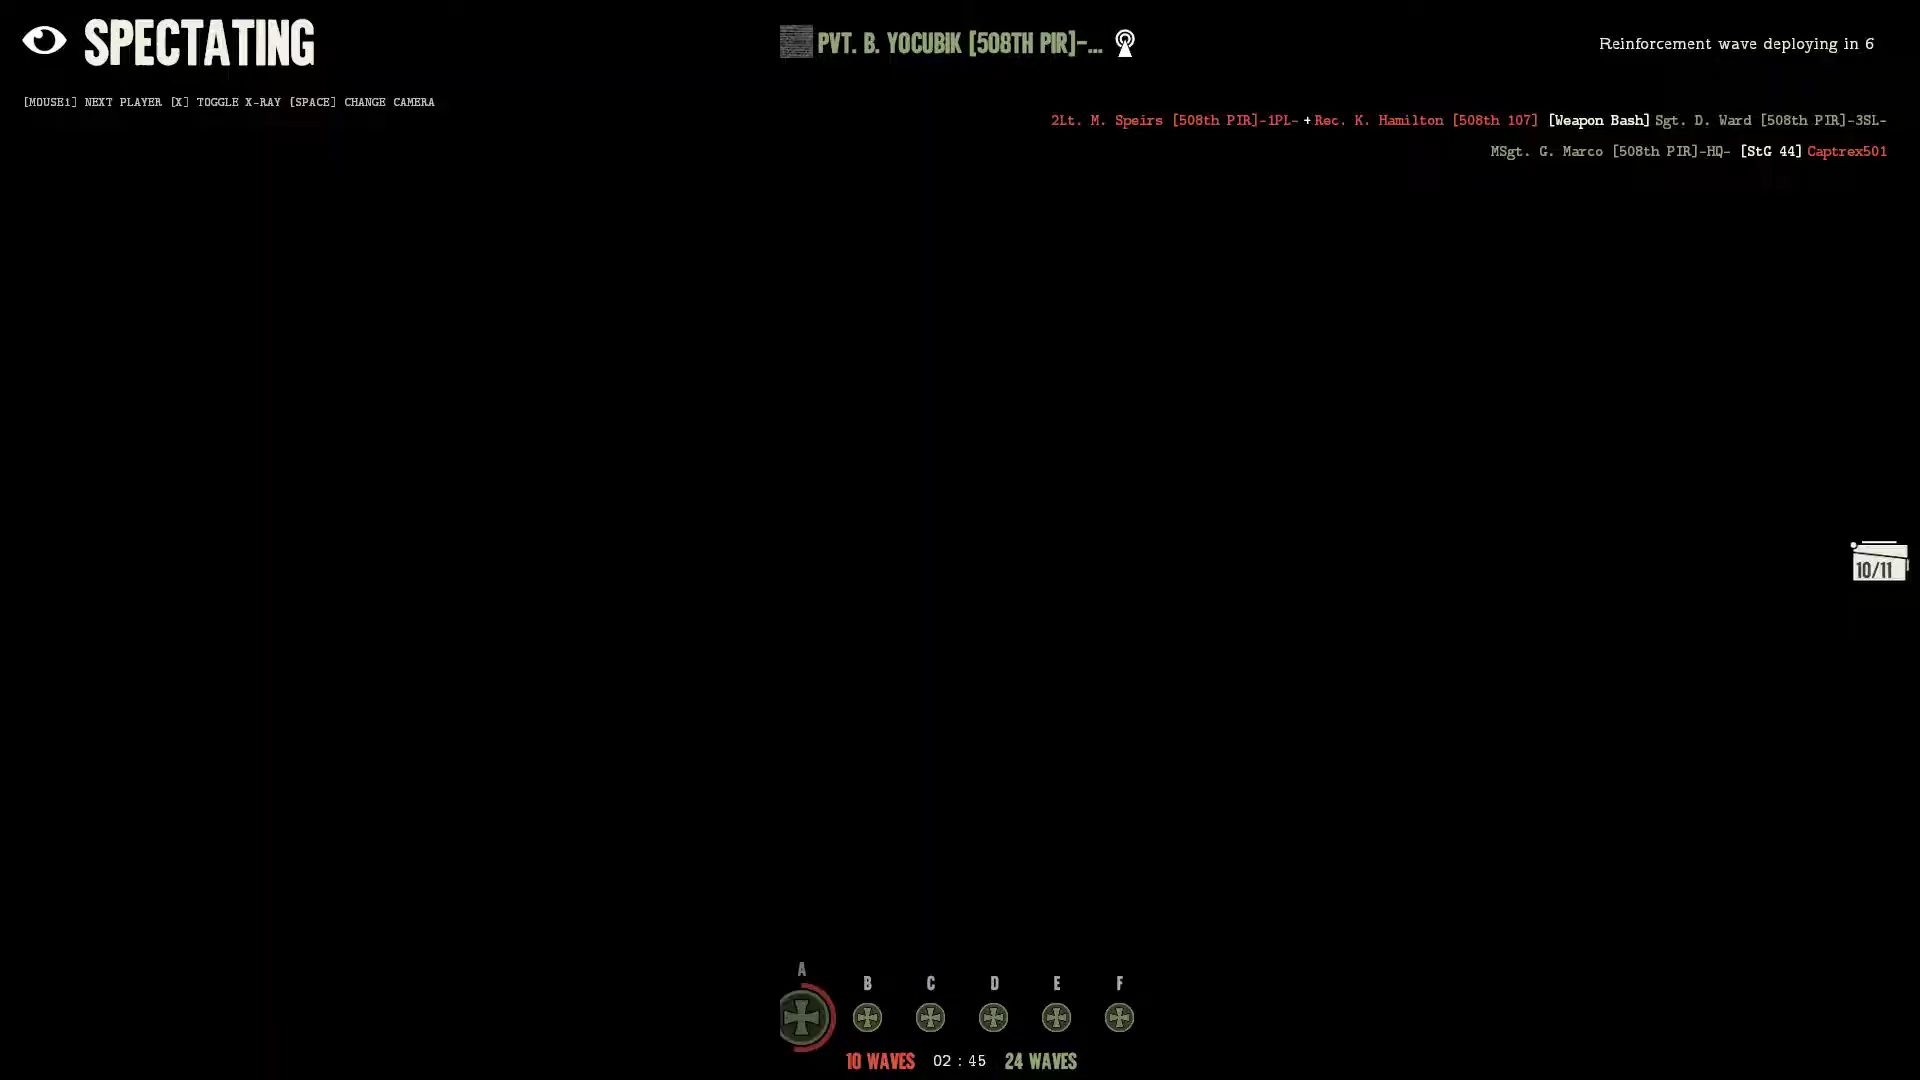 SPECTATING
PVT. B. YOCUBIK [508TH PIR]-...
Reinforcement wave deploying in 6
[MOUSE1] NEXT PLAYER [X] TOGGLE X-RAY [SPACE] CHANGE CAMERA
2Lt. M. Speirs [508th PIR]-1PL- + Rec. K. Hamilton [508th 107] [Weapon Bash] Sgt. D. Ward [508th PIR]-3SL-
MSgt. G. Marco [508th PIR]-HQ- [StG 44] Captrex501
10/11
A B C D E F
10 WAVES 02 : 45 24 WAVES